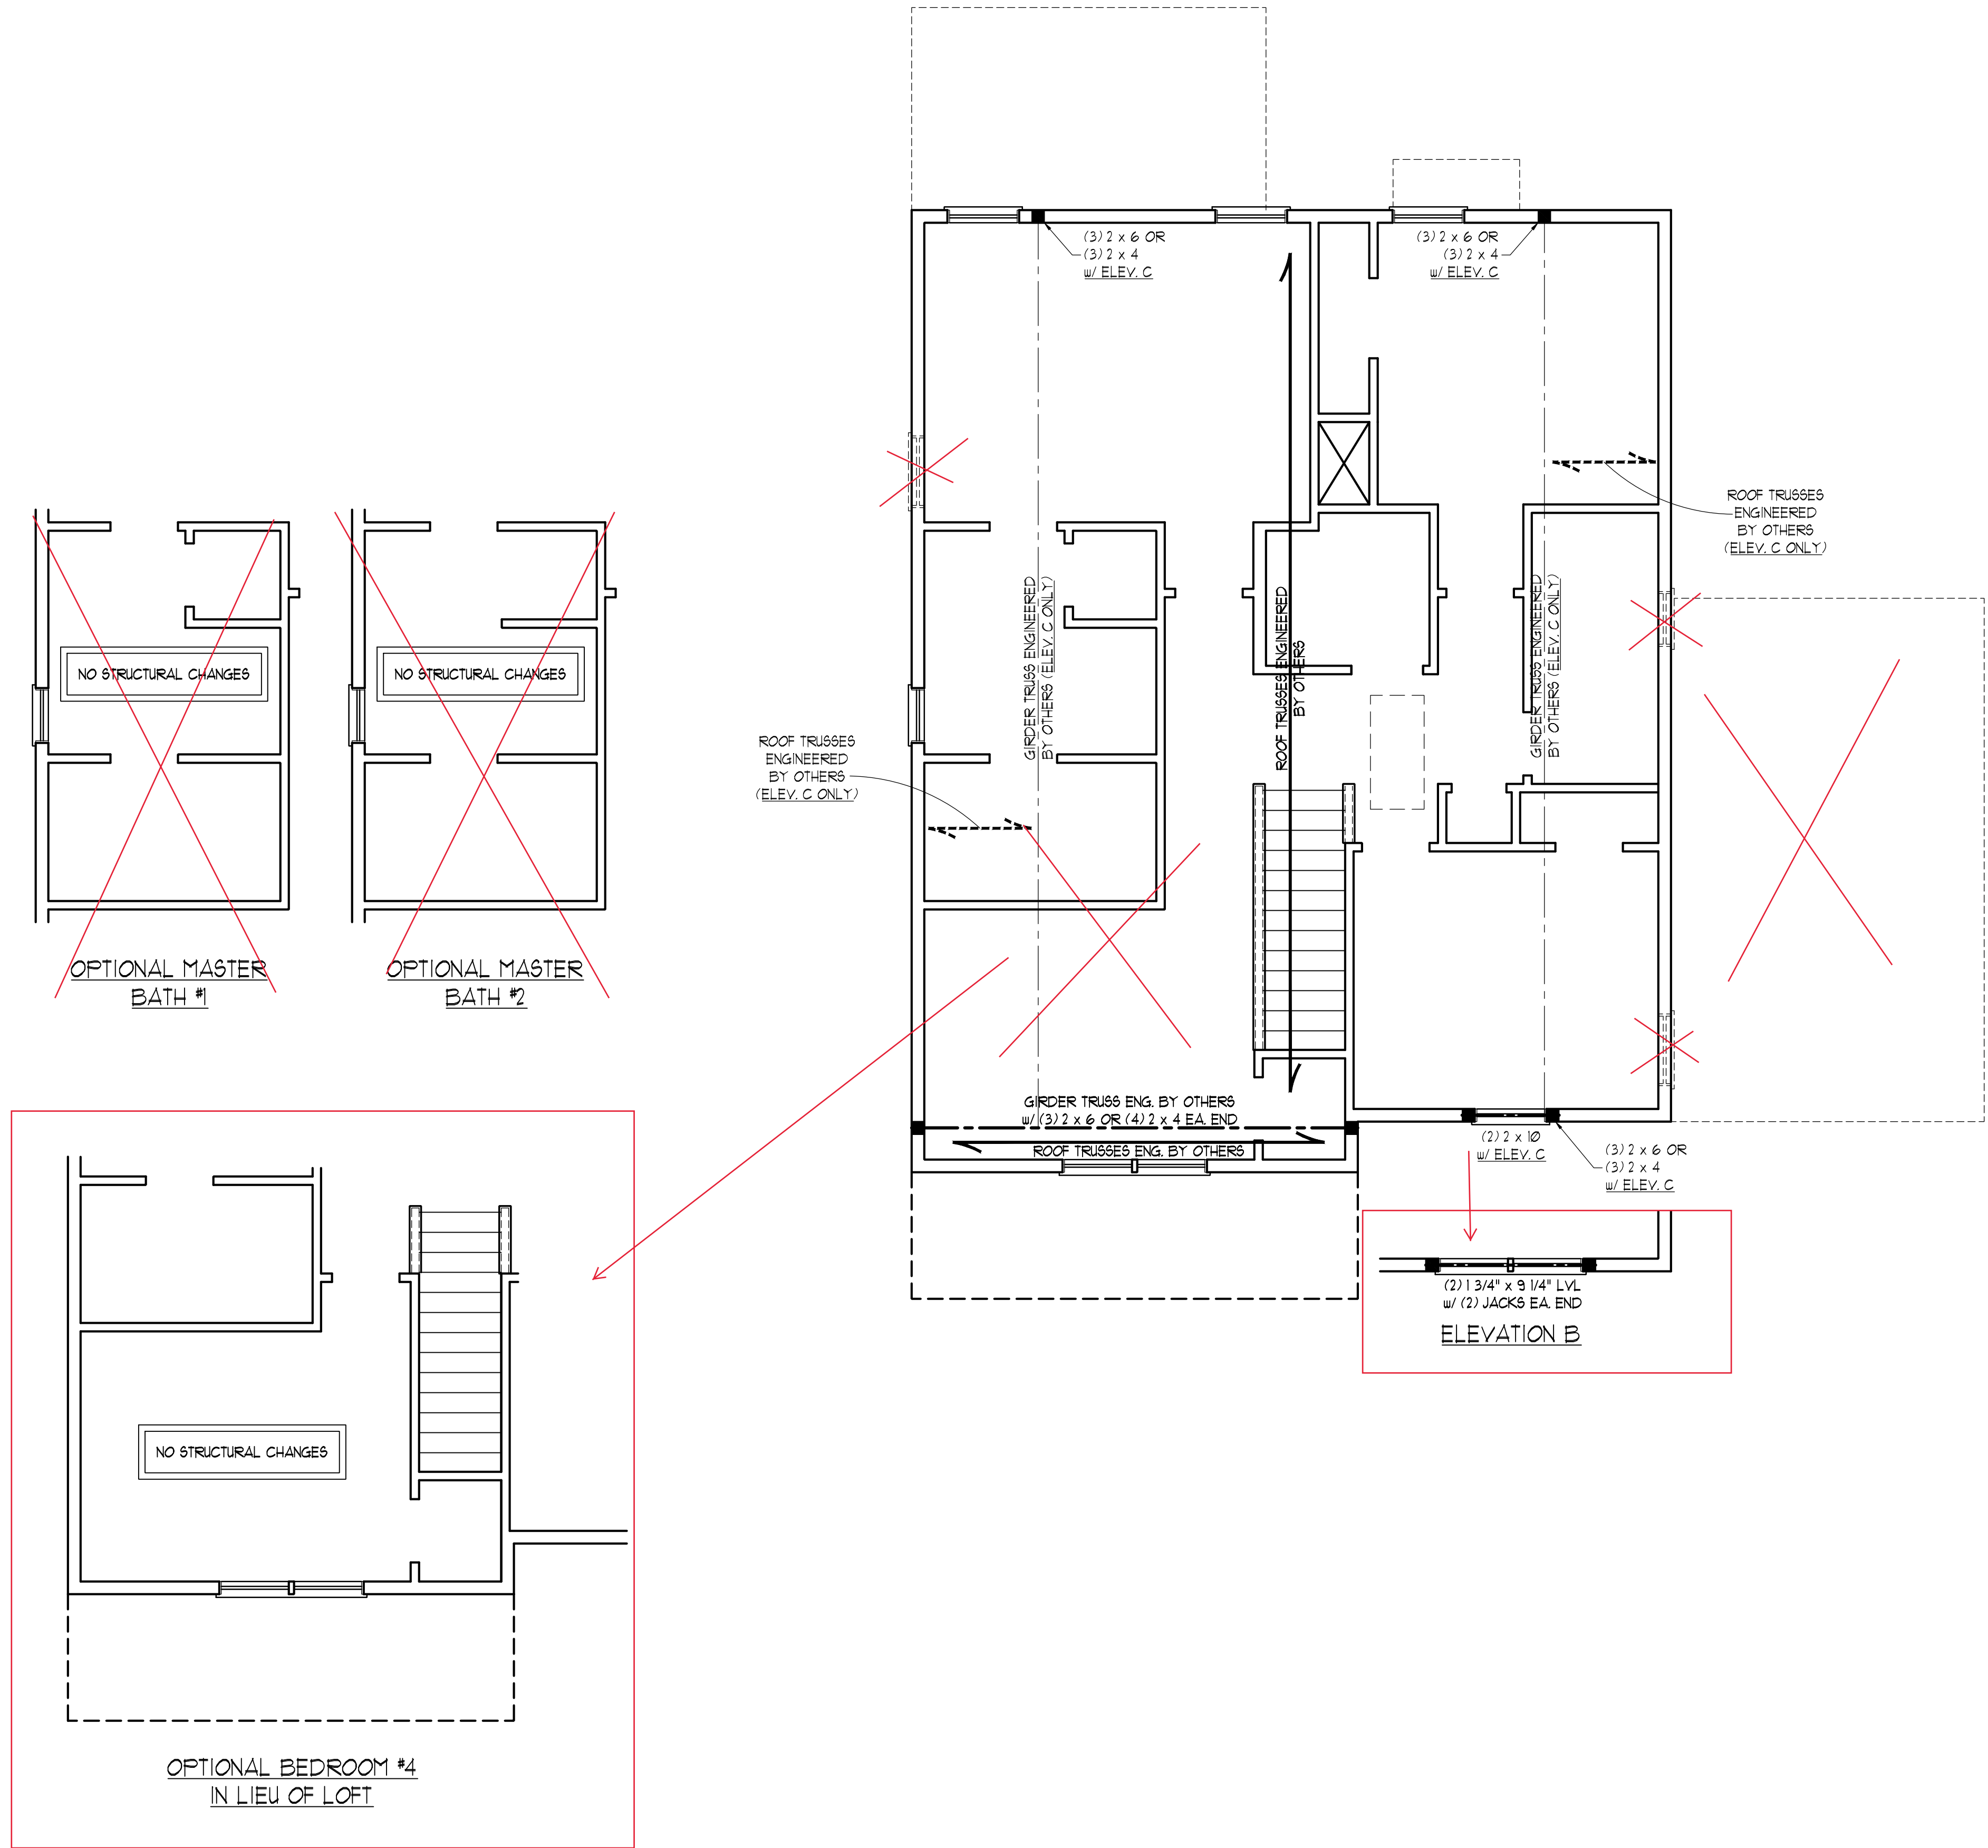 (3) 2 x 6 OR
(3) 2 x 4
w/ ELEV. C
(3) 2 x 6 OR
(3) 2 x 4
w/ ELEV. C
ROOF TRUSSES
ENGINEERED
BY OTHERS
(ELEV. C ONLY)
GIRDER TRUSS ENGINEERED
BY OTHERS (ELEV. C ONLY)
ROOF TRUSSES ENGINEERED
BY OTHERS
GIRDER TRUSS ENGINEERED
BY OTHERS (ELEV. C ONLY)
NO STRUCTURAL CHANGES
NO STRUCTURAL CHANGES
ROOF TRUSSES
ENGINEERED
BY OTHERS
(ELEV. C ONLY)
OPTIONAL MASTER
BATH #1
OPTIONAL MASTER
BATH #2
GIRDER TRUSS ENG. BY OTHERS
w/ (3) 2 x 6 OR (4) 2 x 4 EA. END
ROOF TRUSSES ENG. BY OTHERS
(2) 2 x 10
w/ ELEV. C
(3) 2 x 6 OR
(3) 2 x 4
w/ ELEV. C
(2) 1 3/4" x 9 1/4" LVL
w/ (2) JACKS EA. END
ELEVATION B
NO STRUCTURAL CHANGES
OPTIONAL BEDROOM #4
IN LIEU OF LOFT